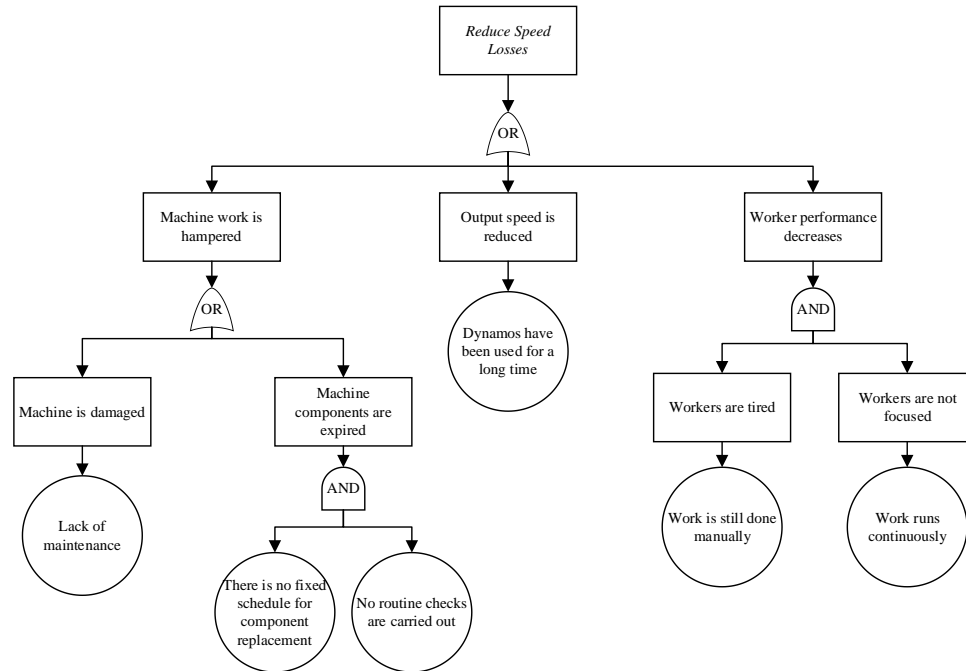 Reduce Speed
Losses
OR
Machine work is
hampered
Output speed is
reduced
Worker performance
decreases
OR
Dynamos have
been used for a
long time
AND
Machine is damaged
Machine
components are
expired
Workers are tired
Workers are not
focused
Lack of
maintenance
AND
Work is still done
manually
Work runs
continuously
There is no fixed
schedule for
component
replacement
No routine checks
are carried out